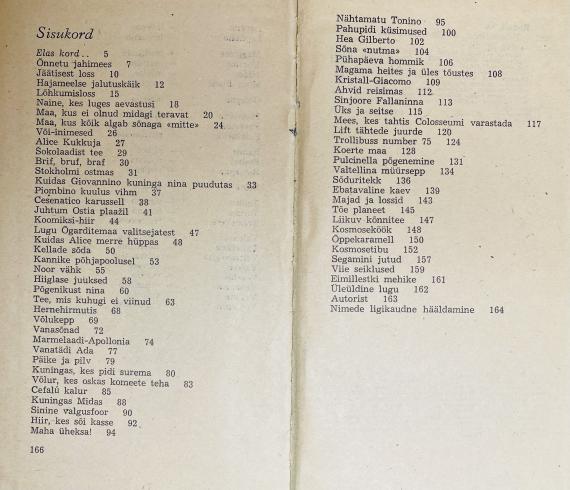 Sisukord
Elas kord.. 5
Õnnetu jahimees 7
Jäätisest loss 10
Hajameelse jalutuskäik 12
Lõhkumisloss 15
Naine, kes luges aevastusi 18
Maa, kus ei olnud midagi teravat 20
Maa, kus kõik algab sõnaga «mitte» 24
Või-inimesed 26
Alice Kukkuja 27
Šokolaadist tee 29
Brif, bruf, braf 30
Stokholmi ostmas 31
Kuidas Giovannino kuninga nina puudutas 33
Piombino kuulus vihm 37
Cesenatico karussell 38
Juhtum Ostia plaažil 41
Koomiksi-hiir 44
Lugu Ogarditemaa valitsejatest 47
Kuidas Alice merre hüppas 48
Kellade sõda 50
Kannike põhjapoolusel 53
Noor vähk 55
Hiiglase juuksed 58
Põgenikust nina 60
Tee, mis kuhugi ei viinud 63
Hernehirmutis 68
Võlukepp 69
Vanasõnad 72
Marmelaadi-Apollonia 74
Vanatädi Ada 77
Päike ja pilv 79
Kuningas, kes pidi surema 80
Võlur, kes oskas komeete teha 83
Cefalù kalur 85
Kuningas Midas 88
Sinine valgusfoor 90
Hiir, kes sõi kasse 92
Maha üheksa! 94
166
Nähtamatu Tonino 95
Pahupidi küsimused 100
Hea Gilberto 102
Sõna «nutma» 104
Pühapäeva hommik 106
Magama heites ja üles tõustes 108
Kristall-Giacomo 109
Ahvid reisimas 112
Sinjoore Fallaninna 113
Üks ja seitse 115
Mees, kes tahtis Colosseumi varastada 117
Lift tähtede juurde 120
Trollibuss number 75 124
Koerte maa 128
Pulcinella põgenemine 131
Valtellina müürsepp 134
Sõduritekk 136
Ebatavaline kaev 139
Majad ja lossid 143
Töe planeet 145
Liikuv kõnnitee 147
Kosmoseköök 148
Õppekaramell 150
Kosmosetibu 152
Segamini jutud 157
Viie seiklused 159
Eimillestki mehike 161
Üleüldine lugu 162
Autorist 163
Nimede ligikaudne hääldamine 164